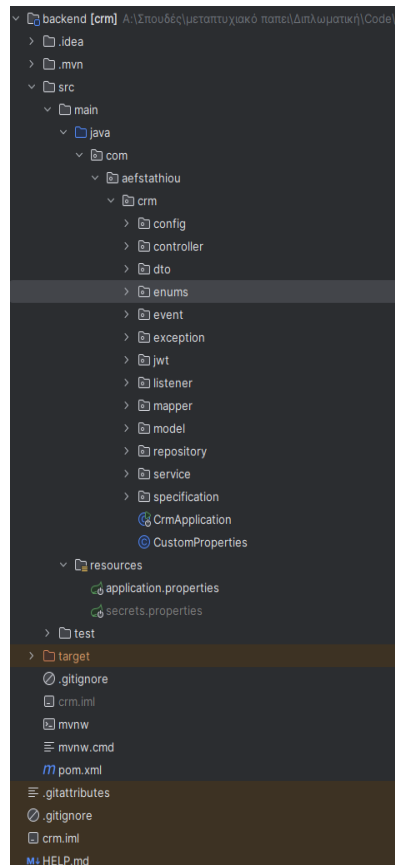 backend [crm] A:\Σπουδές\μεταπτυχιακό παπει\Διπλωματική\Code\
.idea
.mvn
src
main
java
com
aefstathiou
crm
config
controller
dto
enums
event
exception
jwt
listener
mapper
model
repository
service
specification
CrmApplication
CustomProperties
resources
application.properties
secrets.properties
test
target
.gitignore
crm.iml
mvnw
mvnw.cmd
pom.xml
.gitattributes
.gitignore
crm.iml
HELP.md